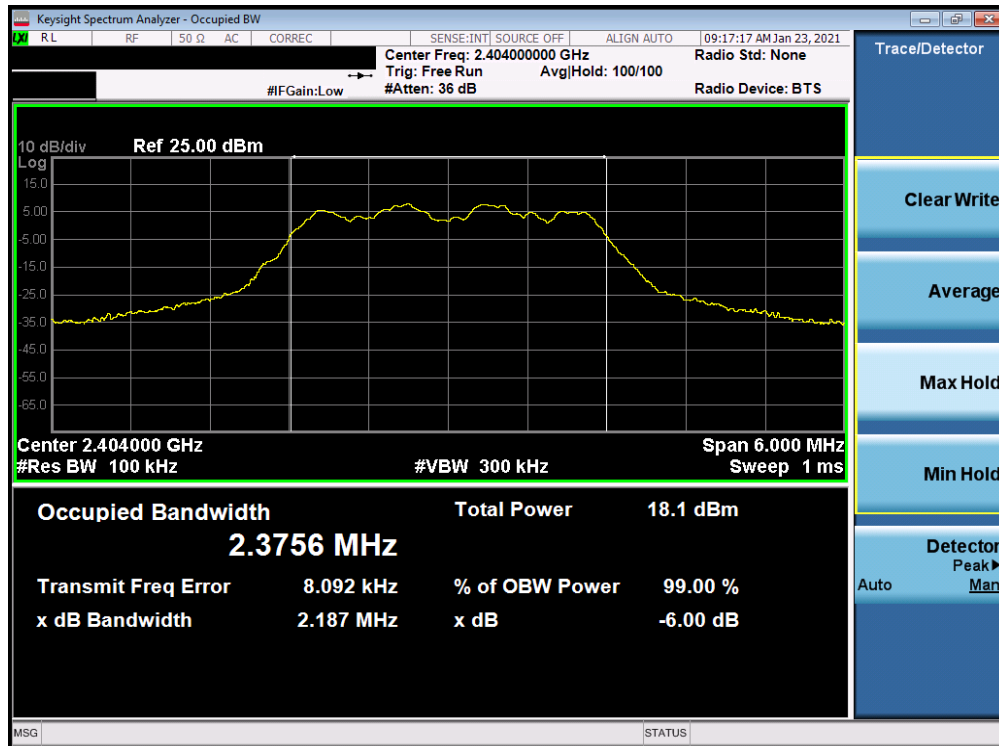 Keysight Spectrum Analyzer - Occupied BW
LXI RL RF 50 Ω AC CORREC SENSE:INT SOURCE OFF ALIGN AUTO 09:17:17 AM Jan 23, 2021
Center Freq: 2.404000000 GHz Radio Std: None
Trig: Free Run Avg|Hold: 100/100
#IFGain:Low #Atten: 36 dB Radio Device: BTS
10 dB/div Ref 25.00 dBm
Log
15.0
5.00
-5.00
-15.0
-25.0
-35.0
-45.0
-55.0
-65.0
Center 2.404000 GHz Span 6.000 MHz
#Res BW 100 kHz #VBW 300 kHz Sweep 1 ms
Occupied Bandwidth Total Power 18.1 dBm
2.3756 MHz
Transmit Freq Error 8.092 kHz % of OBW Power 99.00 %
x dB Bandwidth 2.187 MHz x dB -6.00 dB
Trace/Detector
Clear Write
Average
Max Hold
Min Hold
Detector
Peak▶
Auto Man
MSG STATUS